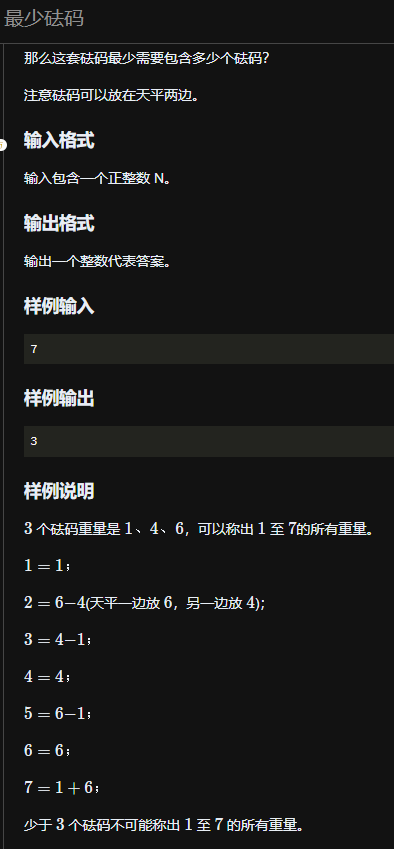 最少砝码
那么这套砝码最少需要包含多少个砝码？
注意砝码可以放在天平两边。
输入格式
输入包含一个正整数 N。
输出格式
输出一个整数代表答案。
样例输入
7
样例输出
3
样例说明
3 个砝码重量是 1、4、6，可以称出 1 至 7的所有重量。
1 = 1；
2 = 6−4(天平一边放 6，另一边放 4)；
3 = 4−1；
4 = 4；
5 = 6−1；
6 = 6；
7 = 1 + 6；
少于 3 个砝码不可能称出 1 至 7 的所有重量。